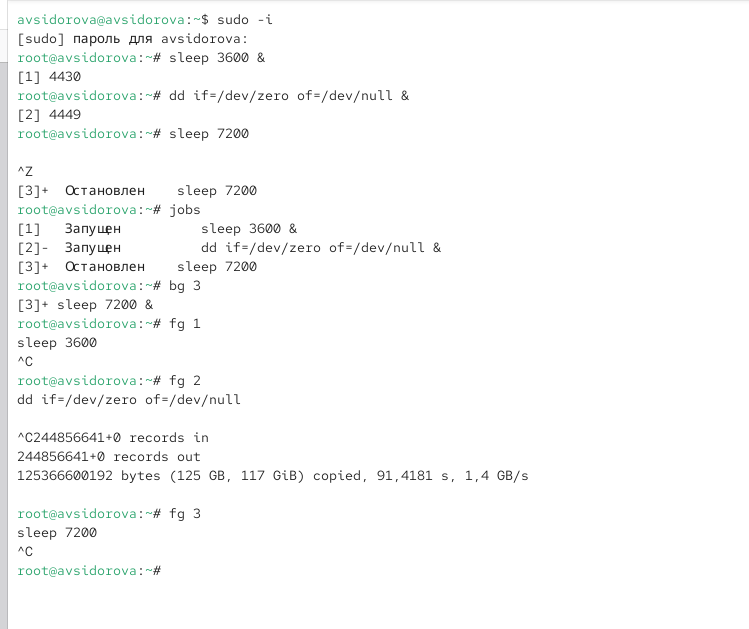 avsidorova@avsidorova:~$ sudo -i
[sudo] пароль для avsidorova:
root@avsidorova:~# sleep 3600 &
[1] 4430
root@avsidorova:~# dd if=/dev/zero of=/dev/null &
[2] 4449
root@avsidorova:~# sleep 7200
^Z
[3]+  Остановлен    sleep 7200
root@avsidorova:~# jobs
[1]   Запущен          sleep 3600 &
[2]-  Запущен          dd if=/dev/zero of=/dev/null &
[3]+  Остановлен    sleep 7200
root@avsidorova:~# bg 3
[3]+ sleep 7200 &
root@avsidorova:~# fg 1
sleep 3600
^C
root@avsidorova:~# fg 2
dd if=/dev/zero of=/dev/null
^C244856641+0 records in
244856641+0 records out
125366600192 bytes (125 GB, 117 GiB) copied, 91,4181 s, 1,4 GB/s
root@avsidorova:~# fg 3
sleep 7200
^C
root@avsidorova:~#